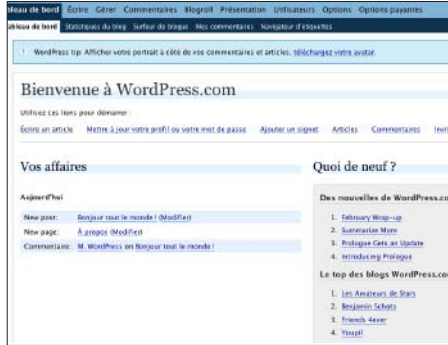 bleau de bord Écrire Gérer Commentaires Blogroll Présentation Utilisateurs Options Options payantes
ableau de bord Statistiques du blog Surfeur de blogue Mes commentaires Navigateur d'étiquettes
WordPress tip: Afficher votre portrait à côté de vos commentaires et articles, téléchargez votre avatar.
Bienvenue à WordPress.com
Utilisez ces liens pour démarrer :
Écrire un article Mettre à jour votre profil ou votre mot de passe Ajouter un signet Articles Commentaires Invi
Vos affaires
Aujourd'hui
New post: Bonjour tout le monde ! (Modifier)
New page: À propos (Modifier)
Commentaire: M. WordPress on Bonjour tout le monde !
Quoi de neuf ?
Des nouvelles de WordPress.co
1. February Wrap-up
2. Summarize More
3. Prologue Gets an Update
4. Introducing Prologue
Le top des blogs WordPress.co
1. Les Amateurs de Stars
2. Benjamin Schots
3. Friends 4ever
4. Youpi!